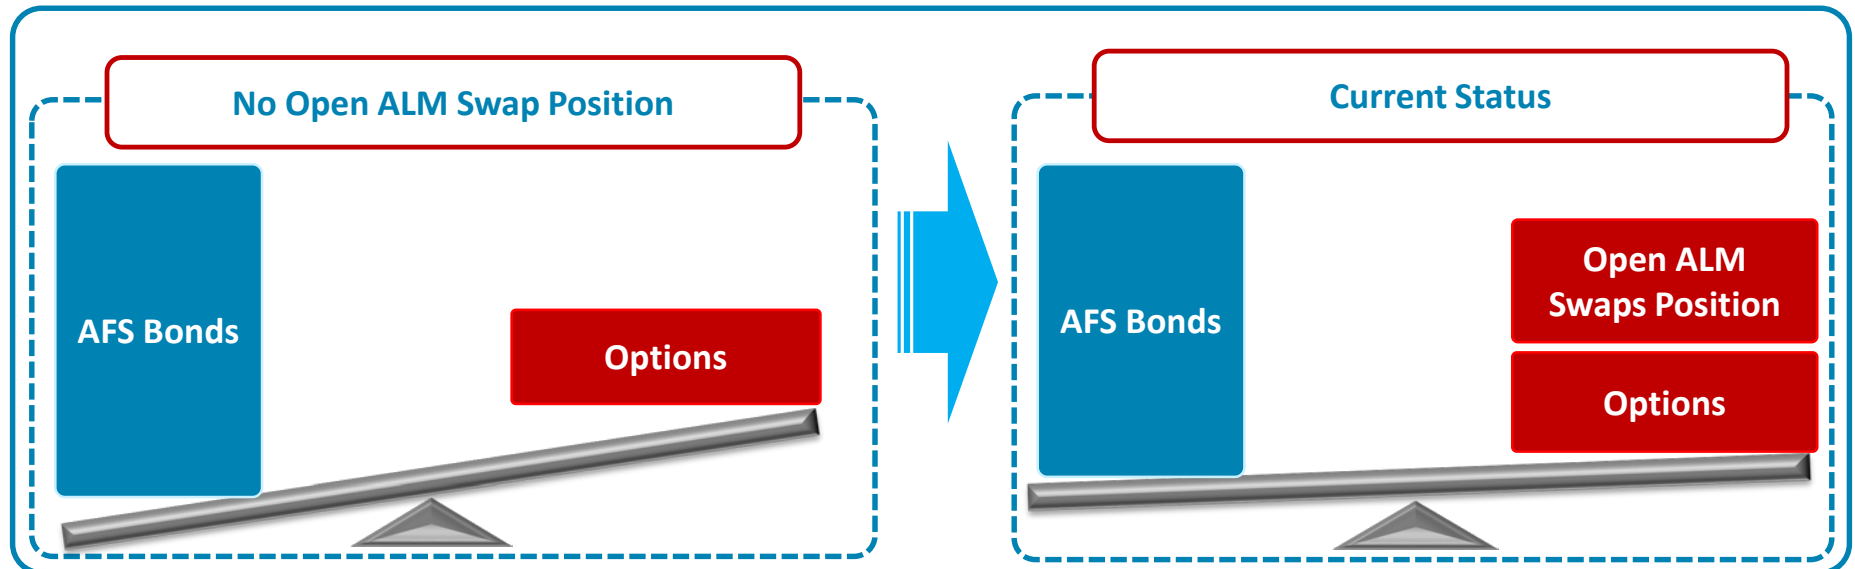 No Open ALM Swap Position
AFS Bonds
Options
Current Status
AFS Bonds
Open ALM
Swaps Position
Options